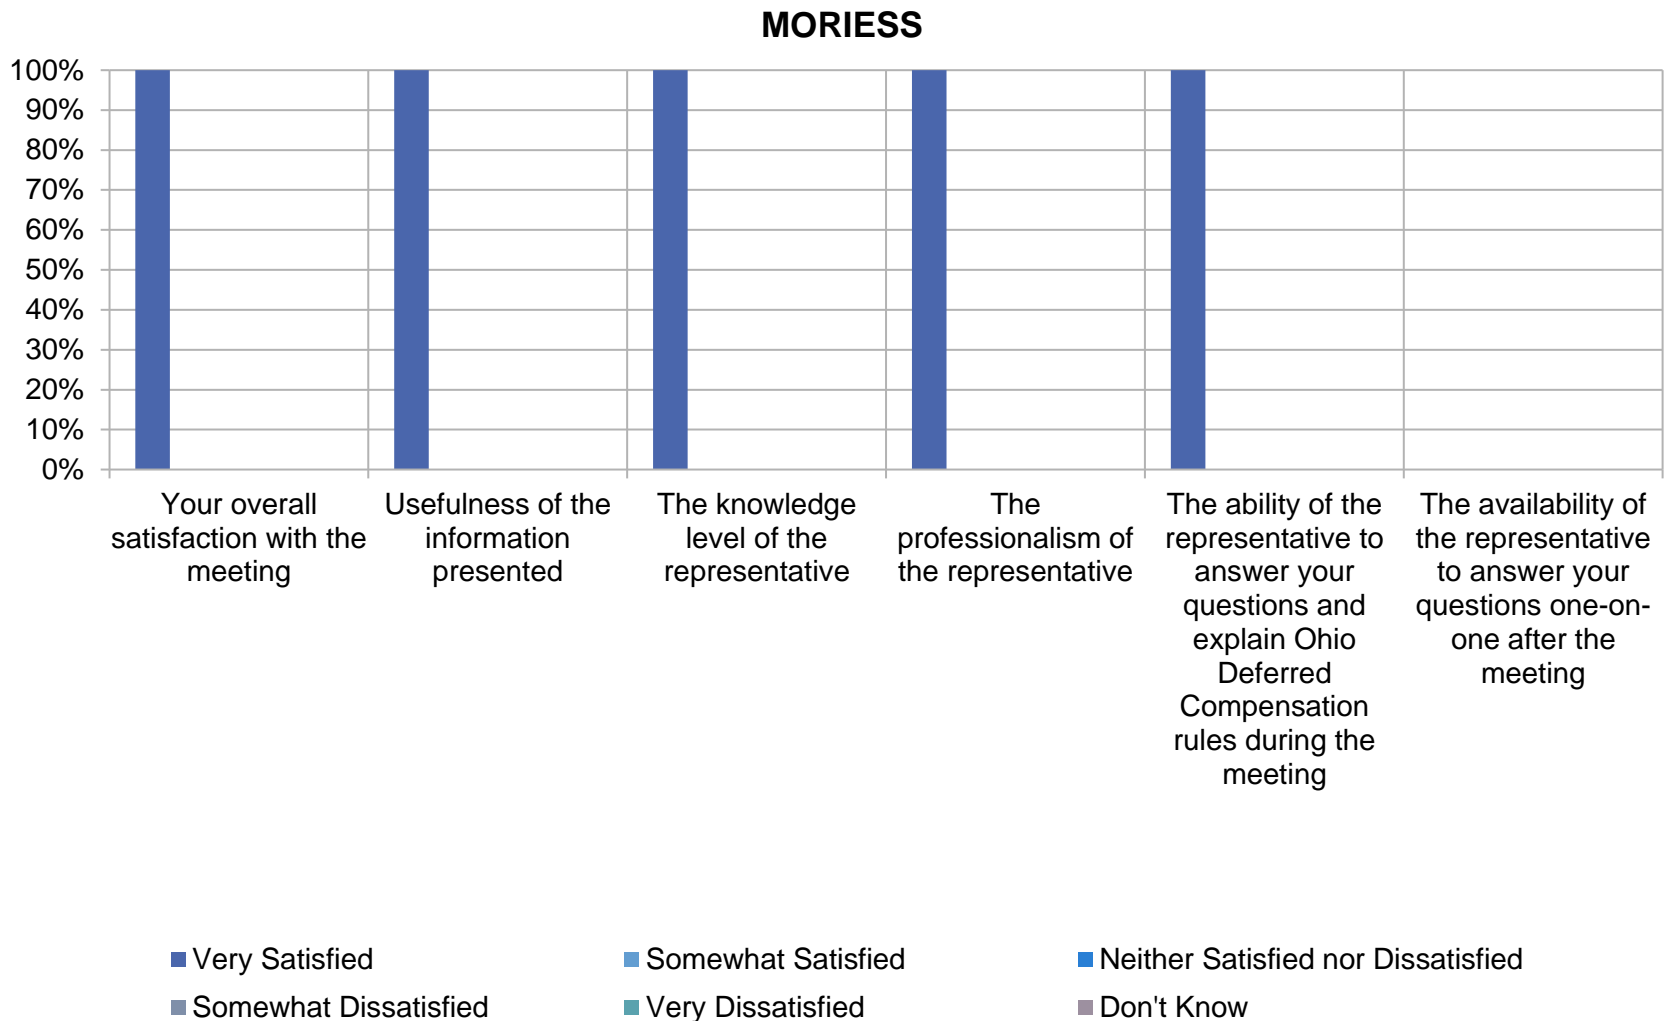 MORIESS
100%
90%
80%
70%
60%
50%
40%
30%
20%
10%
0%
Your overall
satisfaction with the
meeting
Usefulness of the
information
presented
The knowledge
level of the
representative
The
professionalism of
the representative
The ability of the
representative to
answer your
questions and
explain Ohio
Deferred
Compensation
rules during the
meeting
The availability of
the representative
to answer your
questions one-on-
one after the
meeting
Very Satisfied
Somewhat Satisfied
Neither Satisfied nor Dissatisfied
Somewhat Dissatisfied
Very Dissatisfied
Don't Know